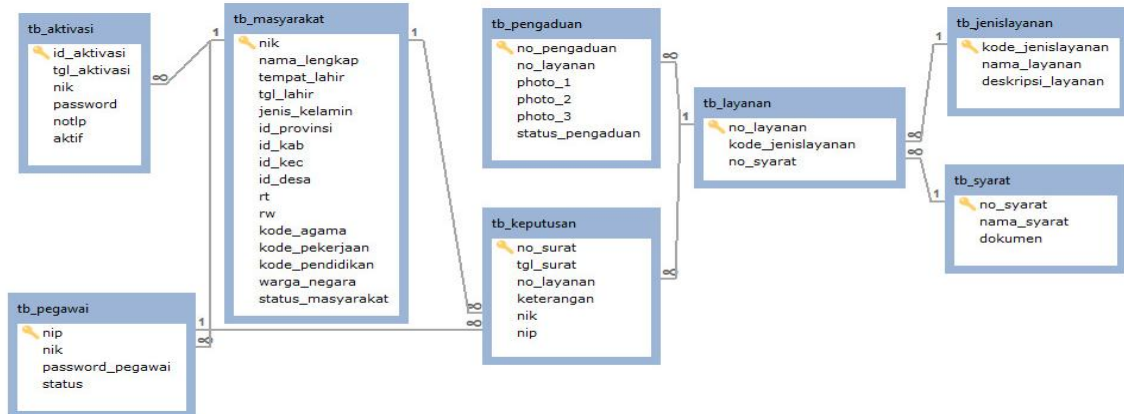 tb_aktivasi
id_aktivasi
tgl_aktivasi
nik
password
notlp
aktif
∞
1
tb_masyarakat
nik
nama_lengkap
tempat_lahir
tgl_lahir
jenis_kelamin
id_provinsi
id_kab
id_kec
id_desa
rt
rw
kode_agama
kode_pekerjaan
kode_pendidikan
warga_negara
status_masyarakat
1
tb_pengaduan
no_pengaduan
no_layanan
photo_1
photo_2
photo_3
status_pengaduan
∞
1
tb_layanan
no_layanan
kode_jenislayanan
no_syarat
∞
∞
1
tb_jenislayanan
kode_jenislayanan
nama_layanan
deskripsi_layanan
1
tb_syarat
no_syarat
nama_syarat
dokumen
tb_keputusan
no_surat
tgl_surat
no_layanan
keterangan
nik
nip
∞
∞
∞
tb_pegawai
nip
nik
password_pegawai
status
1
∞